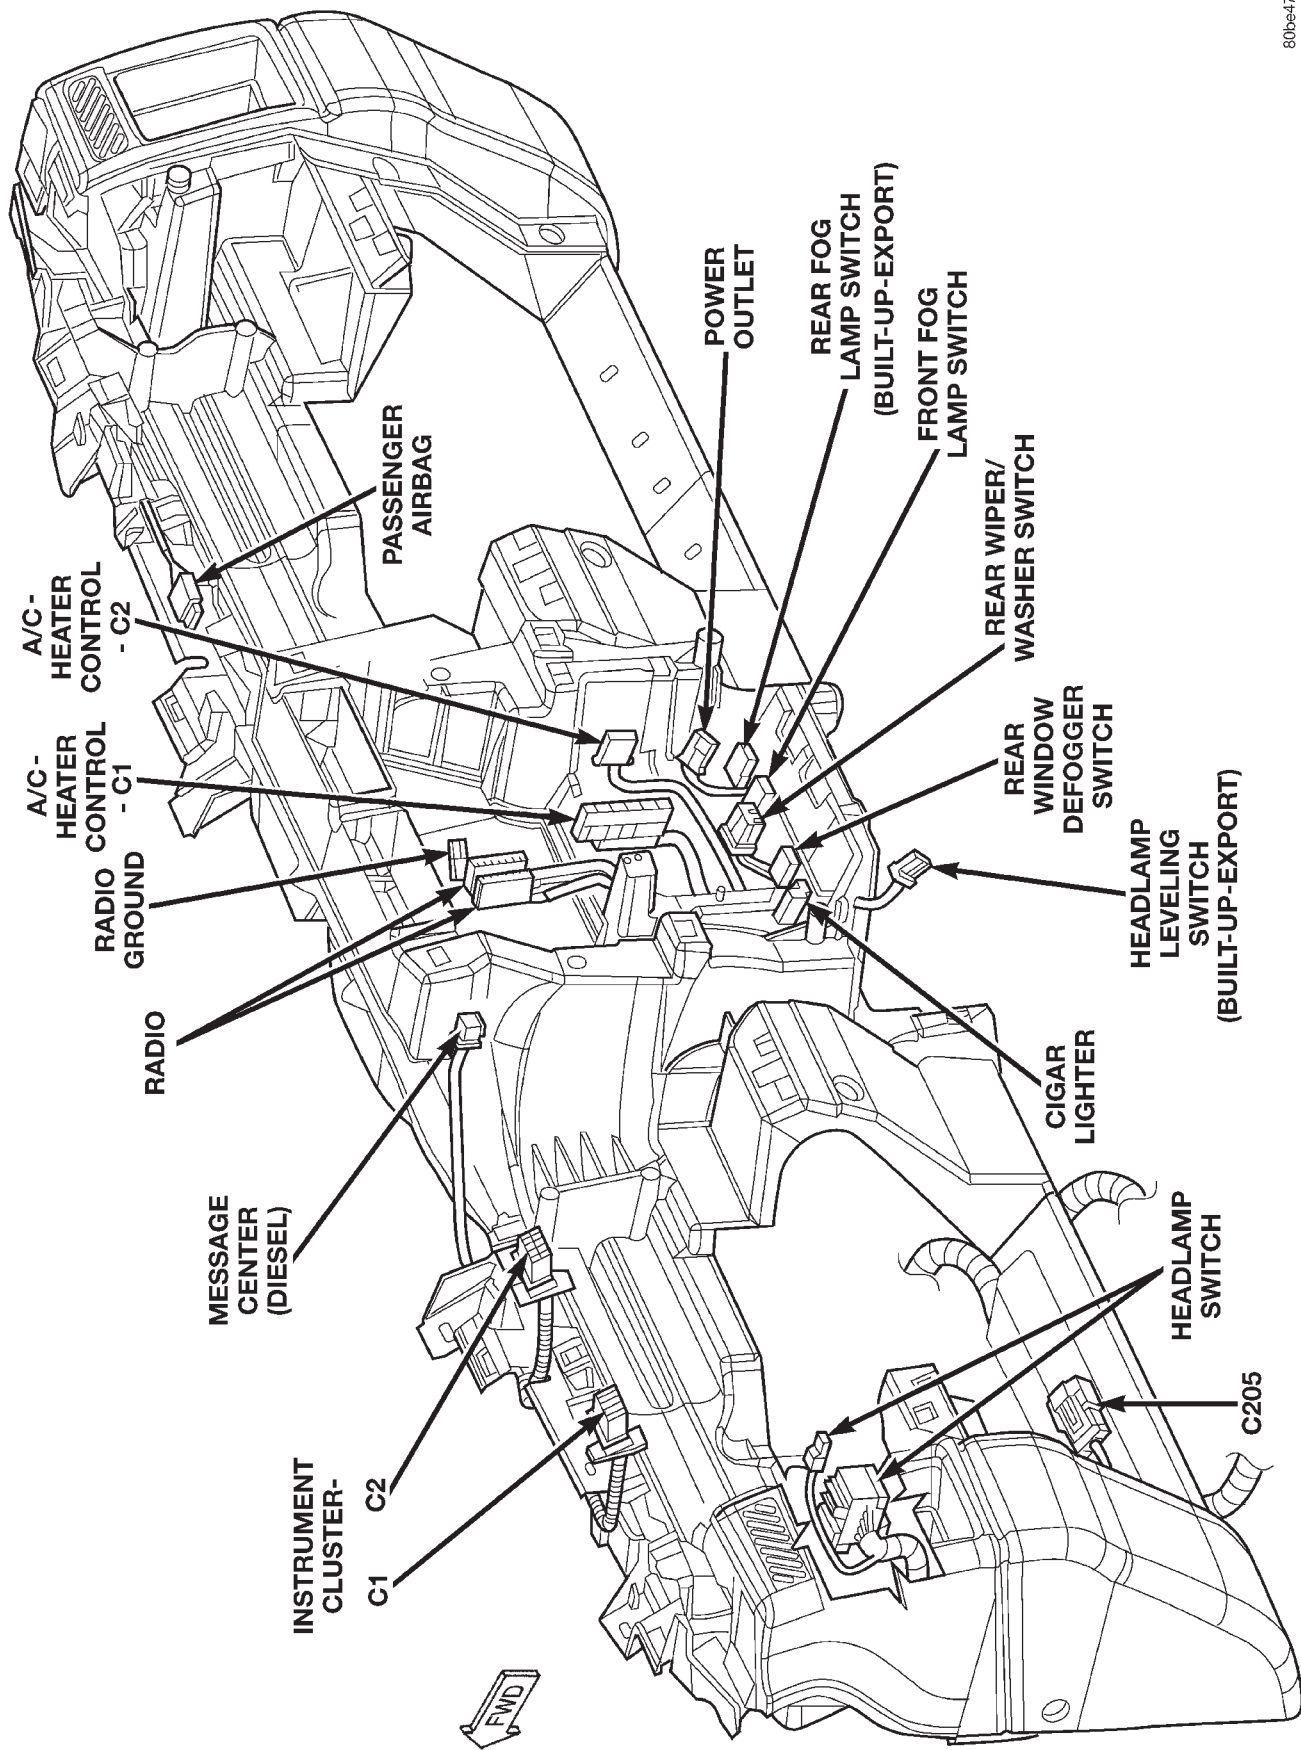 INSTRUMENT
CLUSTER-
C1
C2
MESSAGE
CENTER
(DIESEL)
RADIO
RADIO
GROUND
A/C-
HEATER
CONTROL
- C1
A/C -
HEATER
CONTROL
- C2
PASSENGER
AIRBAG
POWER
OUTLET
REAR FOG
LAMP SWITCH
(BUILT-UP-EXPORT)
FRONT FOG
LAMP SWITCH
REAR WIPER/
WASHER SWITCH
REAR
WINDOW
DEFOGGER
SWITCH
HEADLAMP
LEVELING
SWITCH
(BUILT-UP-EXPORT)
CIGAR
LIGHTER
HEADLAMP
SWITCH
C205
FWD